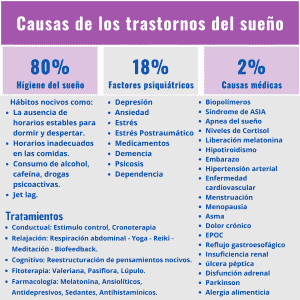 Causas de los trastornos del sueño
80%
Higiene del sueño
Hábitos nocivos como:
• La ausencia de
horarios estables para
dormir y despertar.
• Horarios inadecuados
en las comidas.
• Consumo de alcohol,
cafeína, drogas
psicoactivas.
• Jet lag.
18%
Factores psiquiátricos
• Depresión
• Ansiedad
• Estrés
• Estrés Postraumático
• Medicamentos
• Demencia
• Psicosis
• Dependencia
2%
Causas médicas
• Biopolímeros
• Síndrome de ASIA
• Apnea del sueño
• Niveles de Cortisol
• Liberación melatonina
• Hipotiroidismo
• Embarazo
• Hipertensión arterial
• Enfermedad
cardiovascular
• Menstruación
• Menopausia
• Asma
• Dolor crónico
• EPOC
• Reflujo gastroesofágico
• Insuficiencia renal
• úlcera péptica
• Disfunción adrenal
• Parkinson
• Alergia alimenticia
Tratamientos
• Conductual: Estimulo control, Cronoterapia
• Relajación: Respiración abdominal - Yoga - Reiki -
Meditación - Biofeedback.
• Cognitivo: Reestructuración de pensamientos nocivos.
• Fitoterapia: Valeriana, Pasiflora, Lúpulo.
• Farmacología: Melatonina, Ansiolíticos,
Antidepresivos, Sedantes, Antihistamínicos.